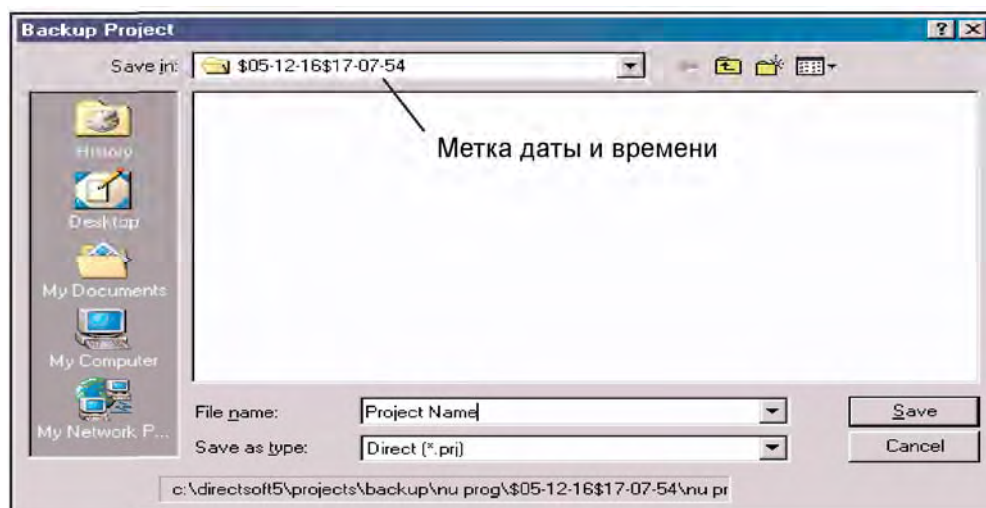 Backup Project
Save in: $05-12-16$17-07-54
Метка даты и времени
History
Desktop
My Documents
My Computer
My Network P...
File name: Project Name
Save
Save as type: Direct (*.prj)
Cancel
c:\directsoft5\projects\backup\nu prog\$05-12-16$17-07-54\nu pr